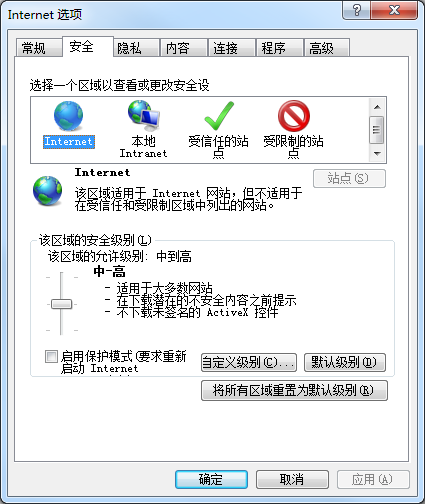 Internet 选项
常规 安全 隐私 内容 连接 程序 高级
选择一个区域以查看或更改安全设
Internet 本地 受信任的站 受限制的站
Intranet 点 点
Internet
站点(S)
该区域适用于 Internet 网站，但不适用于
在受信任和受限制区域中列出的网站。
该区域的安全级别(L)
该区域的允许级别: 中到高
中-高
- 适用于大多数网站
- 在下载潜在的不安全内容之前提示
- 不下载未签名的 ActiveX 控件
启用保护模式(要求重新
启动 Internet
自定义级别(C)... 默认级别(D)
将所有区域重置为默认级别(R)
确定 取消 应用(A)